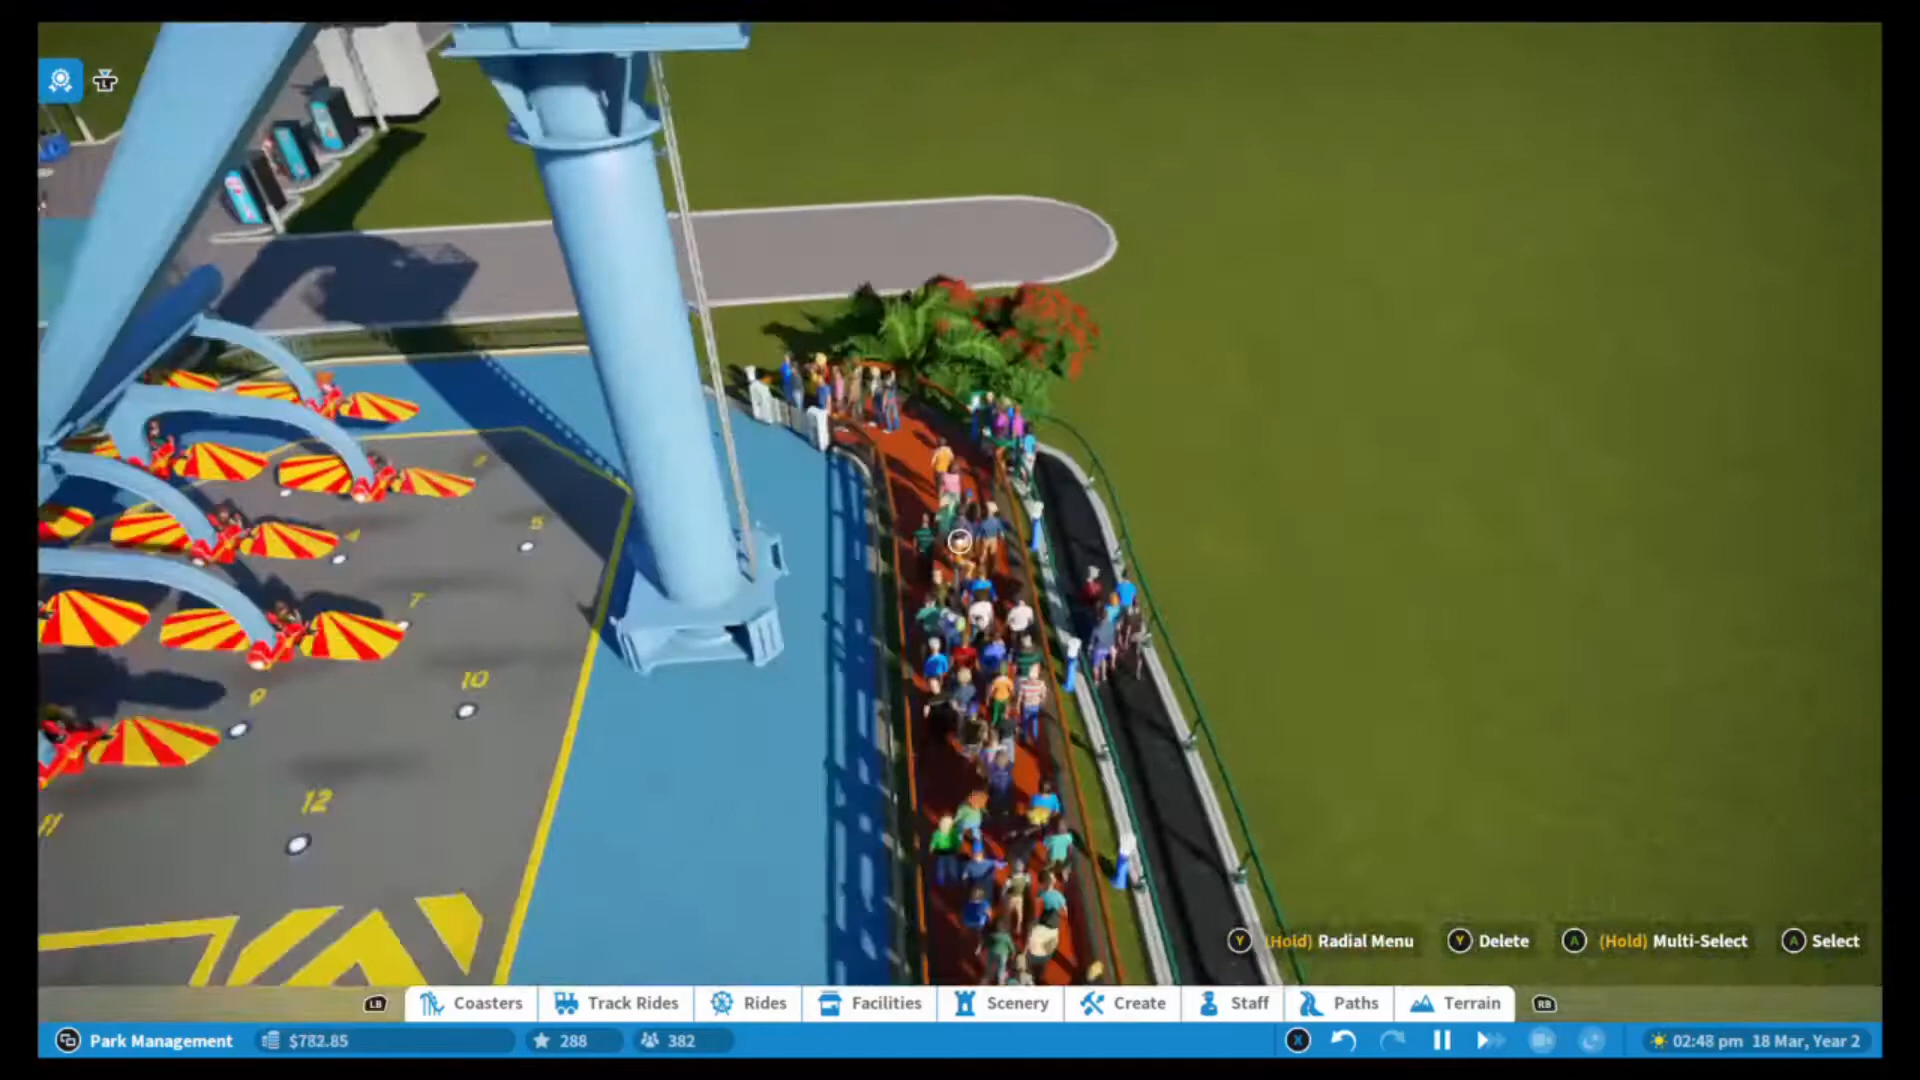 L
5
7
10
9
12
11
Y (Hold) Radial Menu Y Delete A (Hold) Multi-Select A Select
LB Coasters Track Rides Rides Facilities Scenery Create Staff Paths Terrain RB
Park Management $782.85 288 382 X 02:48 pm 18 Mar, Year 2